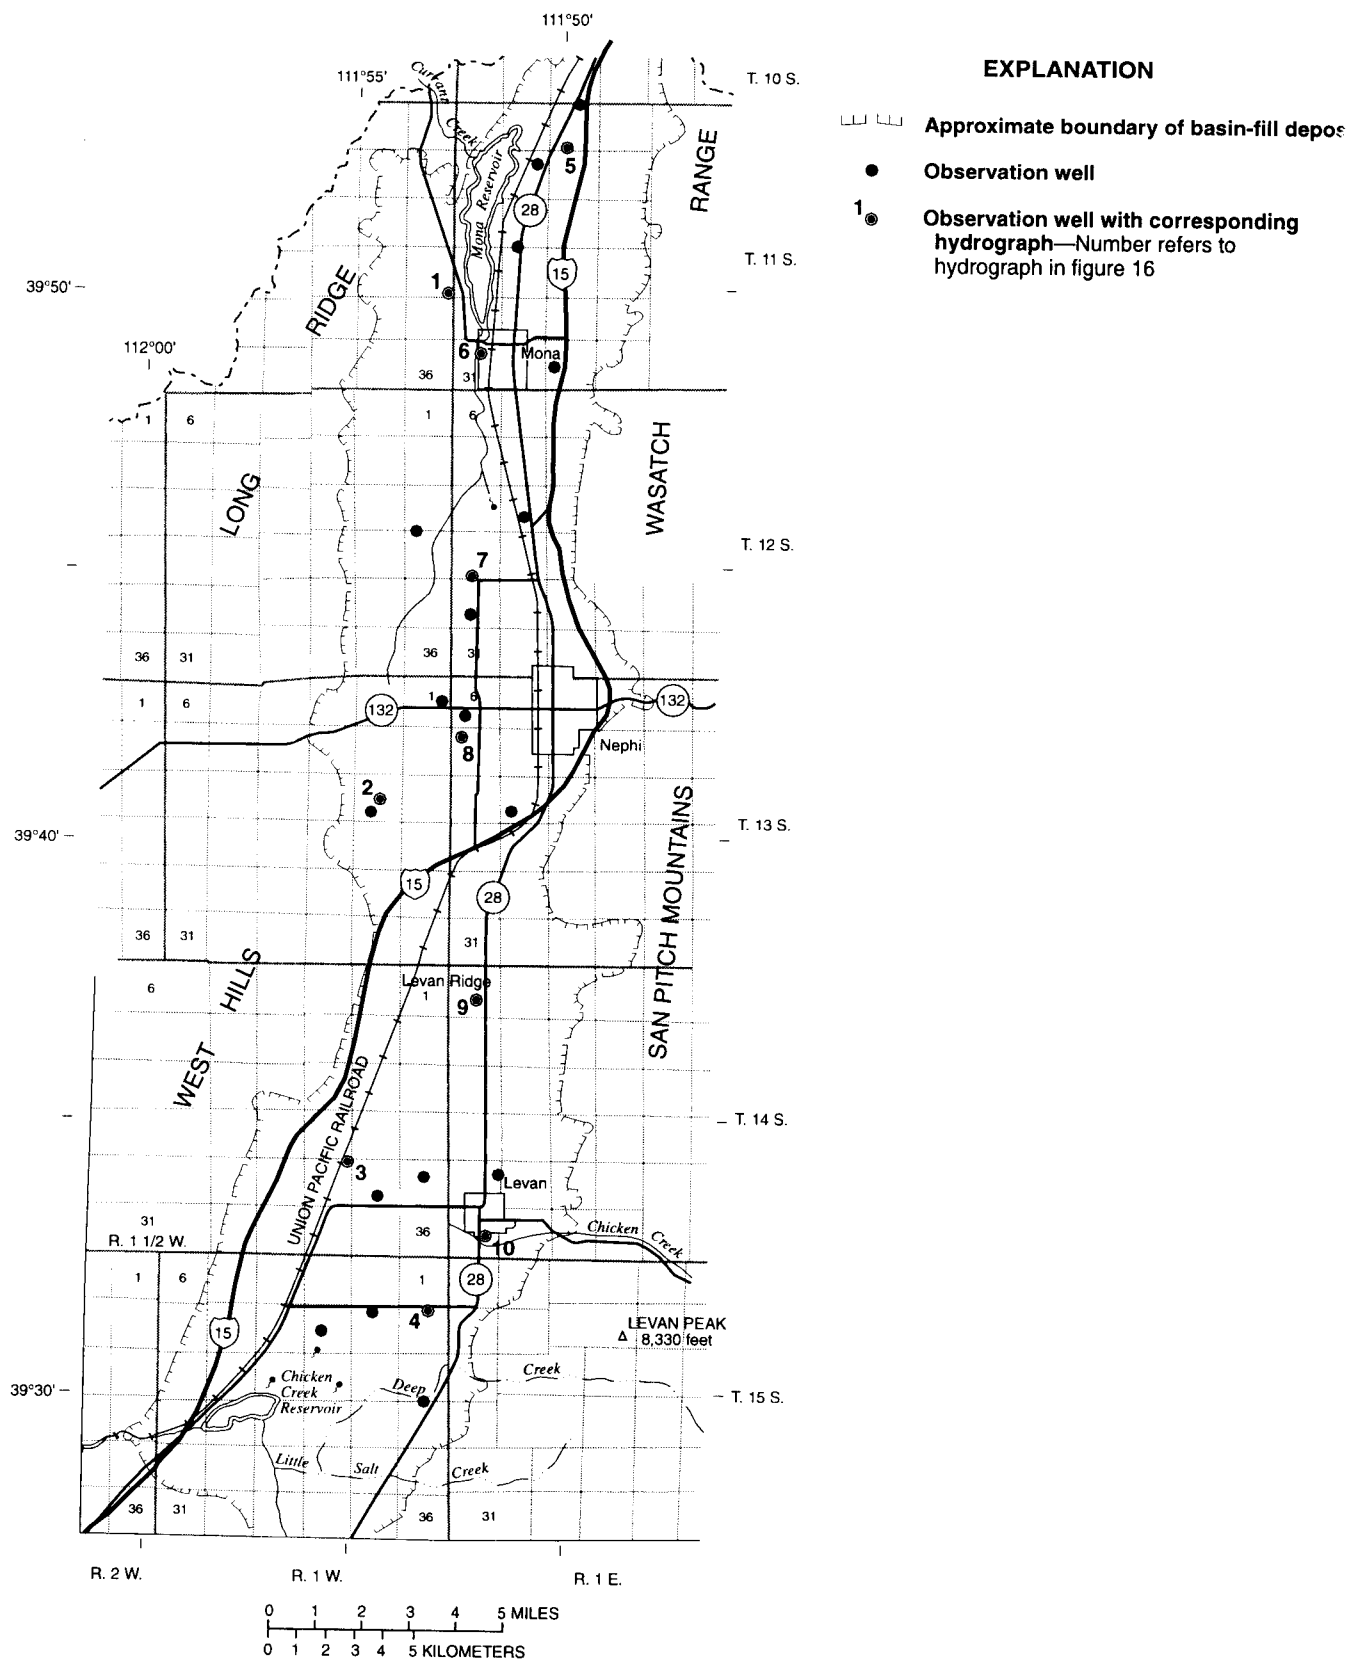 111°50'
111°55'
T. 10 S.
EXPLANATION
Approximate boundary of basin-fill depos
Observation well
1
Observation well with corresponding
hydrograph—Number refers to
hydrograph in figure 16
Creek
Mona Reservoir
RANGE
5
28
15
T. 11 S.
39°50'
1
RIDGE
112°00'
6
Mona
36
31
1
6
1
6
LONG
WASATCH
T. 12 S.
7
36
31
36
31
1
6
1
6
132
132
8
Nephi
2
39°40'
T. 13 S.
15
28
SAN PITCH MOUNTAINS
36
31
31
HILLS
6
Levan Ridge
1
9
WEST
UNION PACIFIC RAILROAD
T. 14 S.
3
Levan
31
R. 1 1/2 W.
36
10
Chicken
Creek
1
6
1
28
4
15
LEVAN PEAK
8,330 feet
39°30'
Chicken
Creek
Reservoir
Deep
Creek
T. 15 S.
Little
Salt
Creek
36
31
36
31
R. 2 W.
R. 1 W.
R. 1 E.
0 1 2 3 4 5 MILES
0 1 2 3 4 5 KILOMETERS